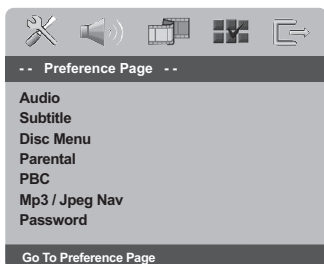 -- Preference Page --
Audio
Subtitle
Disc Menu
Parental
PBC
Mp3 / Jpeg Nav
Password
Go To Preference Page